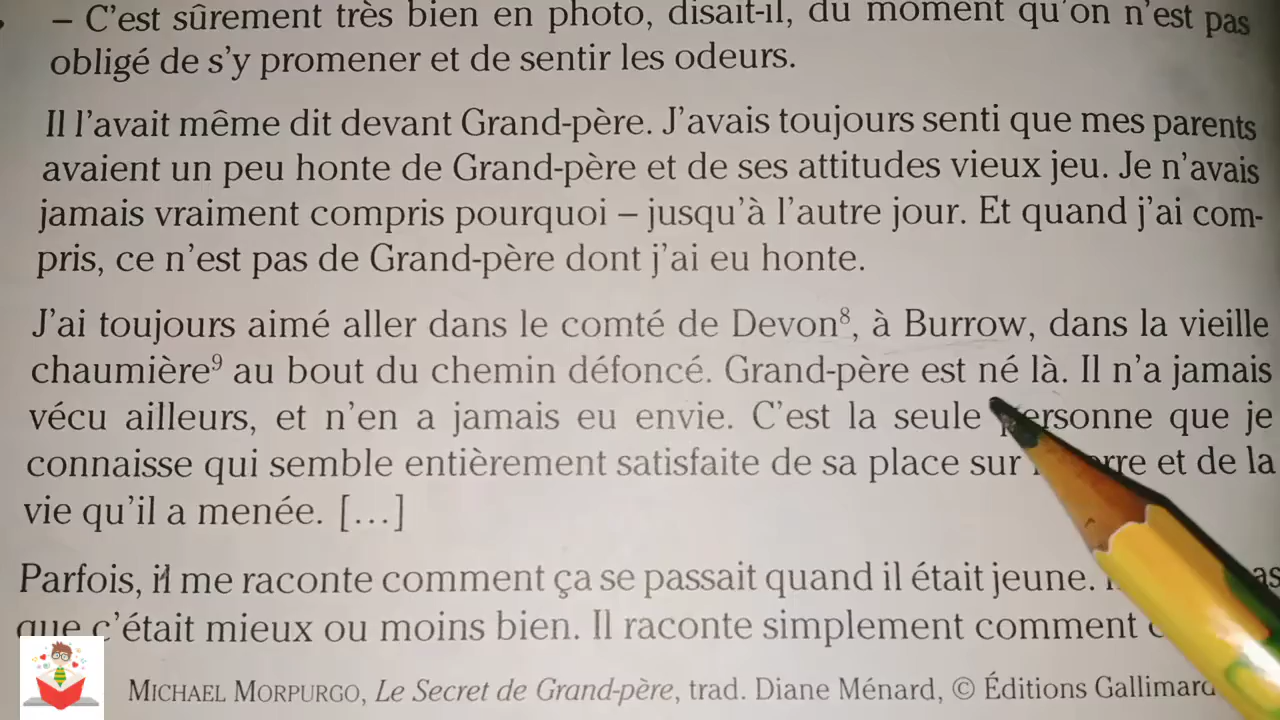 – C'est sûrement très bien en photo, disait-il, du moment qu'on n'est pas
obligé de s'y promener et de sentir les odeurs.
Il l'avait même dit devant Grand-père. J'avais toujours senti que mes parents
avaient un peu honte de Grand-père et de ses attitudes vieux jeu. Je n'avais
jamais vraiment compris pourquoi – jusqu'à l'autre jour. Et quand j'ai com-
pris, ce n'est pas de Grand-père dont j'ai eu honte.
J'ai toujours aimé aller dans le comté de Devon⁸, à Burrow, dans la vieille
chaumière⁹ au bout du chemin défoncé. Grand-père est né là. Il n'a jamais
vécu ailleurs, et n'en a jamais eu envie. C'est la seule personne que je
connaisse qui semble entièrement satisfaite de sa place sur et de la
vie qu'il a menée. [...]
Parfois, il me raconte comment ça se passait quand il était jeune.
que c'était mieux ou moins bien. Il raconte simplement comment
MICHAEL MORPURGO, Le Secret de Grand-père, trad. Diane Ménard, © Éditions Gallimard